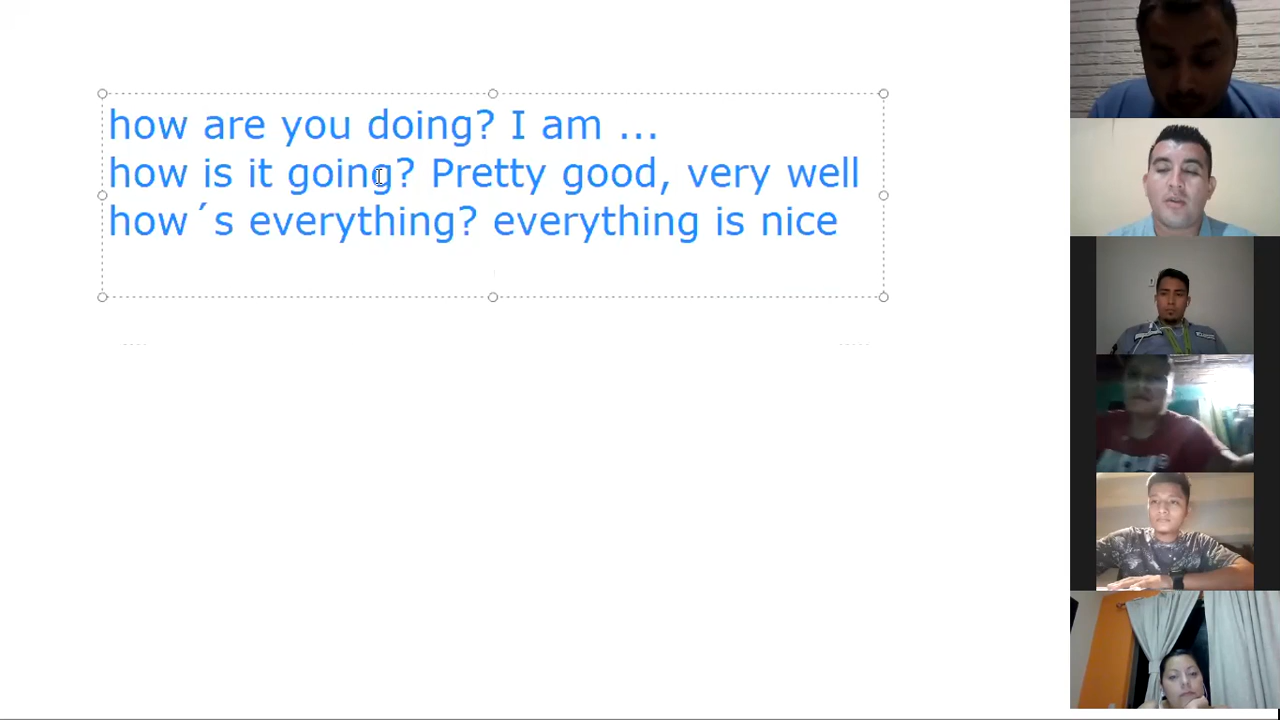 how are you doing? I am ...
how is it going? Pretty good, very well
how ´s everything? everything is nice